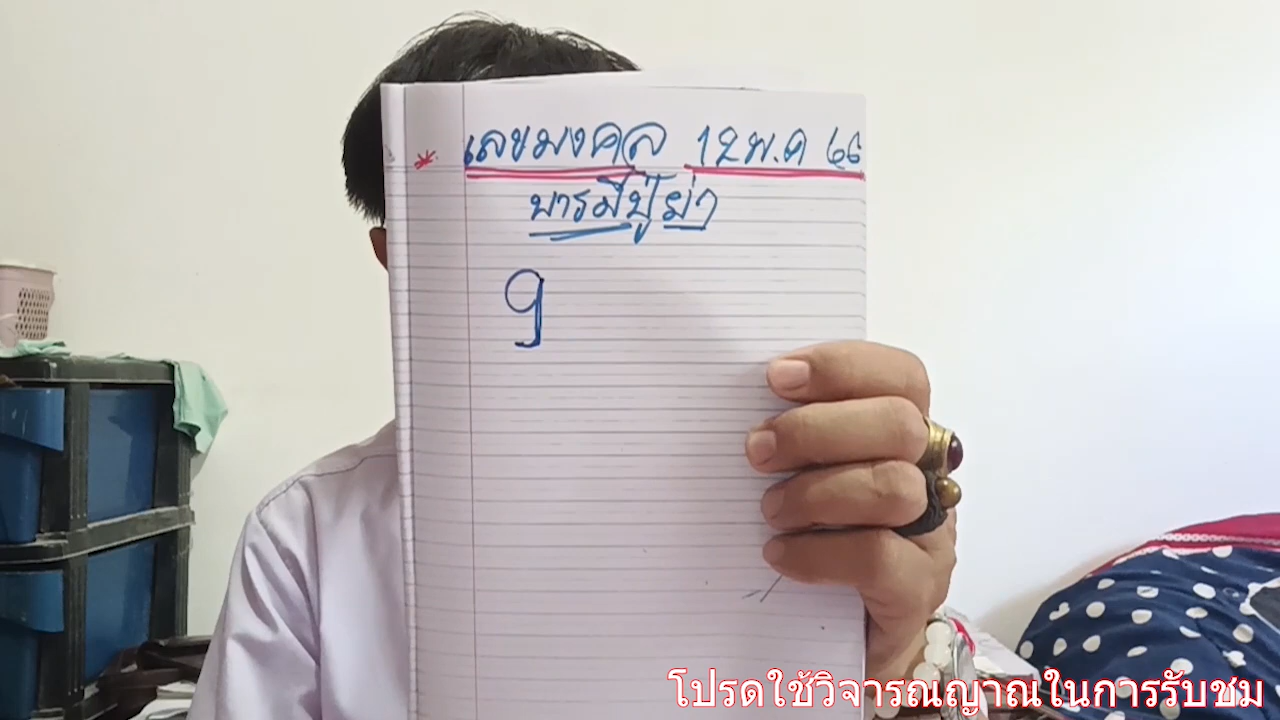 * เลขมงคล 12 พ.ค 66
บารมีปู่ย่า
9
โปรดใช้วิจารณญาณในการรับชม